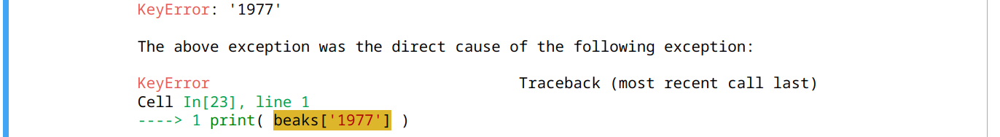 KeyError: '1977'
The above exception was the direct cause of the following exception:
KeyError                                  Traceback (most recent call last)
Cell In[23], line 1
----> 1 print( beaks['1977'] )